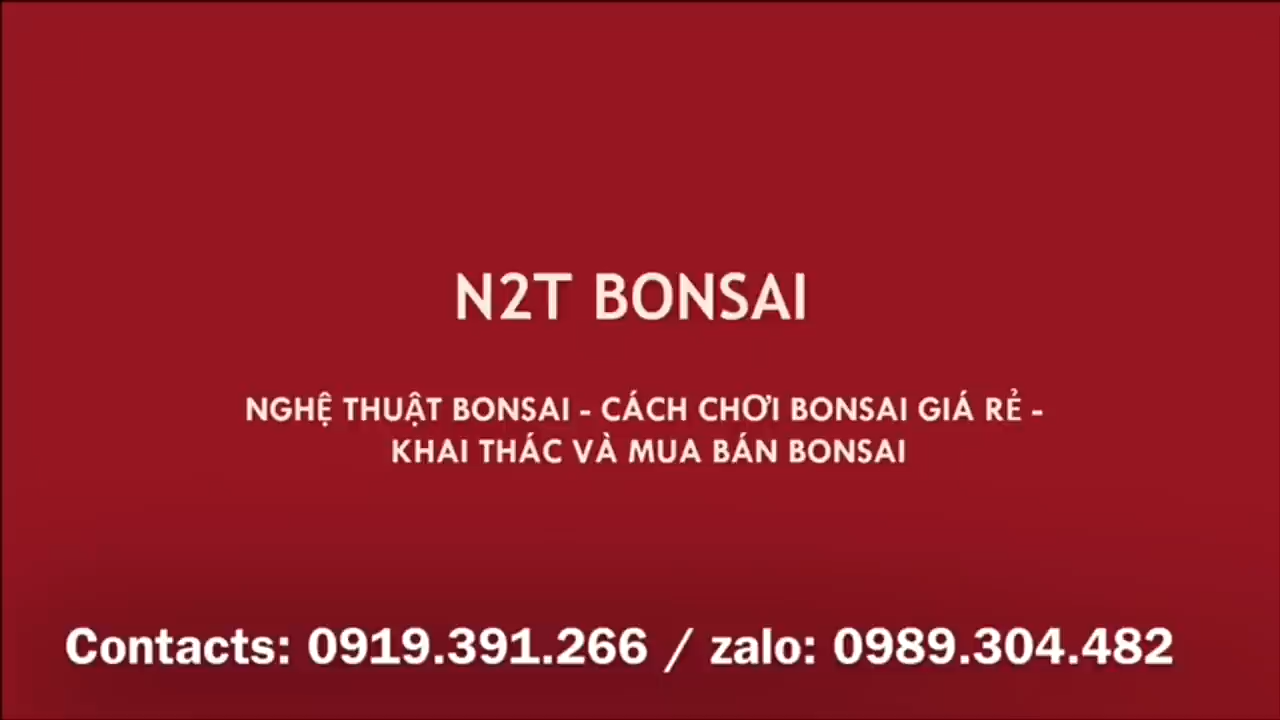 N2T BONSAI
NGHỆ THUẬT BONSAI - CÁCH CHƠI BONSAI GIÁ RẺ -
KHAI THÁC VÀ MUA BÁN BONSAI
Contacts: 0919.391.266 / zalo: 0989.304.482